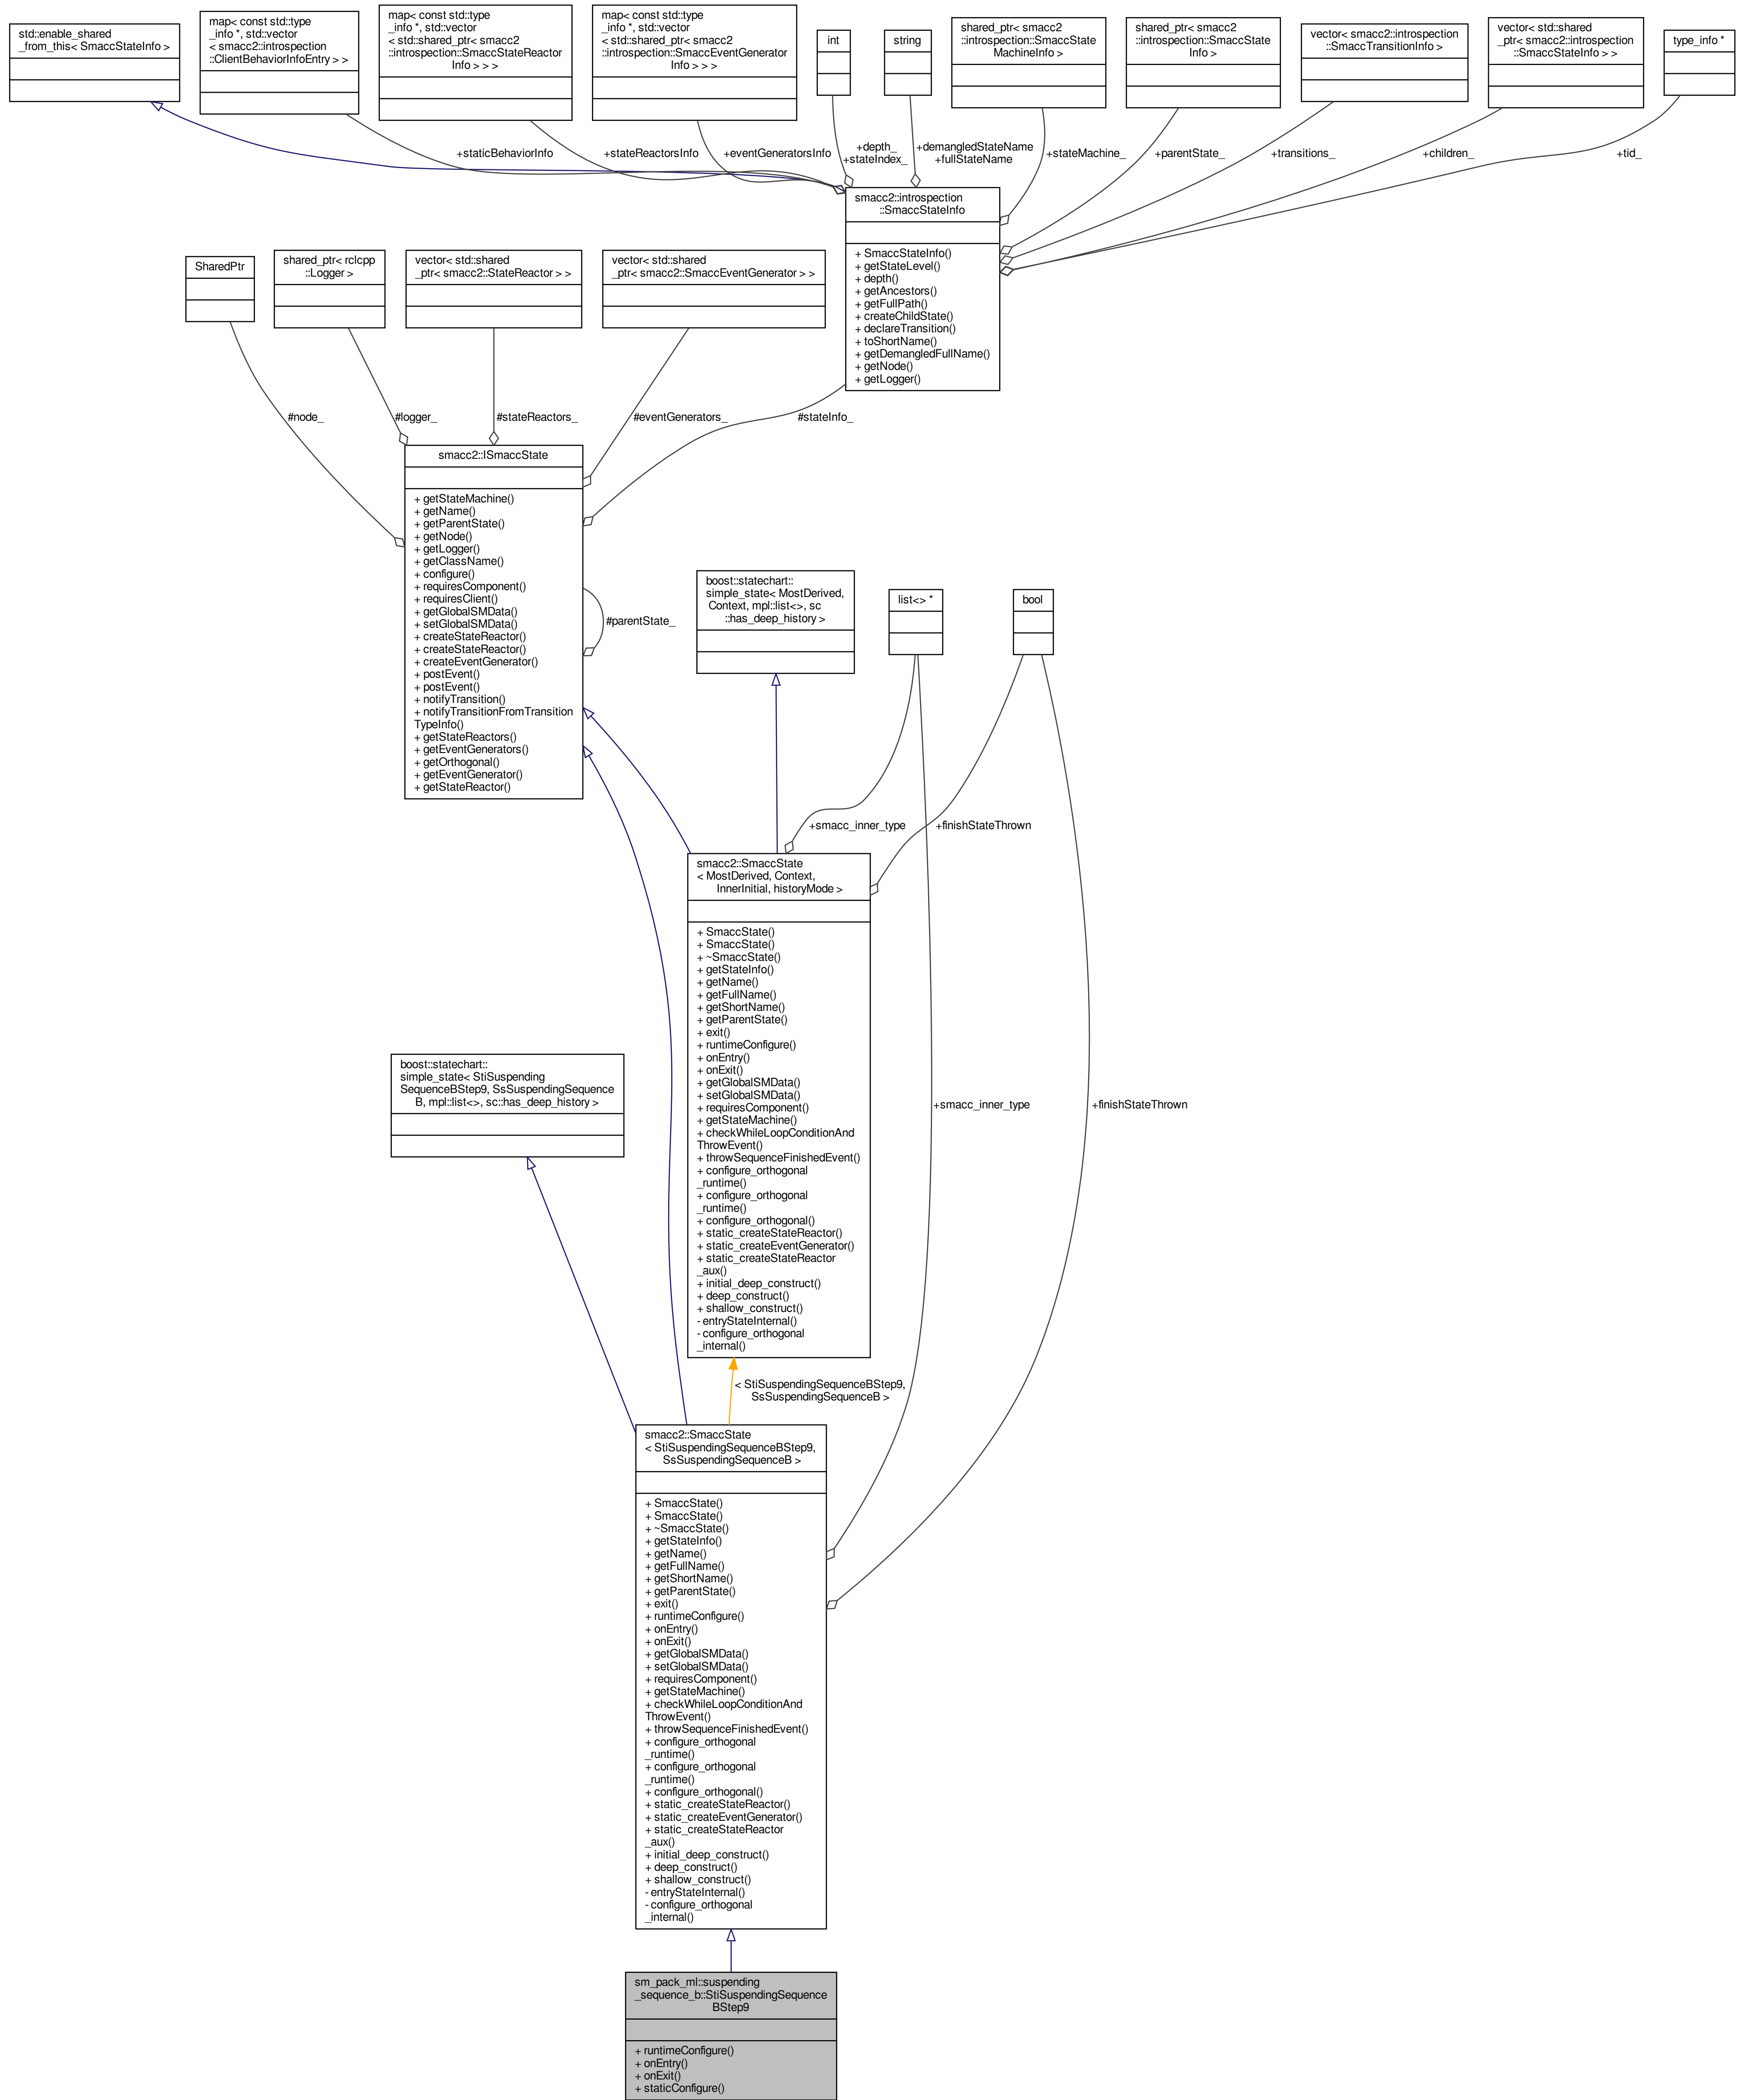 std::enable_shared
_from_this< SmaccStateInfo >
map< const std::type
_info *, std::vector
< smacc2::introspection
::ClientBehaviorInfoEntry > >
map< const std::type
_info *, std::vector
< std::shared_ptr< smacc2
::introspection::SmaccStateReactor
Info > > >
map< const std::type
_info *, std::vector
< std::shared_ptr< smacc2
::introspection::SmaccEventGenerator
Info > > >
int
string
shared_ptr< smacc2
::introspection::SmaccState
MachineInfo >
shared_ptr< smacc2
::introspection::SmaccState
Info >
vector< smacc2::introspection
::SmaccTransitionInfo >
vector< std::shared
_ptr< smacc2::introspection
::SmaccStateInfo > >
type_info *
+staticBehaviorInfo
+stateReactorsInfo
+eventGeneratorsInfo
+depth_
+stateIndex_
+demangledStateName
+fullStateName
+stateMachine_
+parentState_
+transitions_
+children_
+tid_
smacc2::introspection
::SmaccStateInfo
+ SmaccStateInfo()
+ getStateLevel()
+ depth()
+ getAncestors()
+ getFullPath()
+ createChildState()
+ declareTransition()
+ toShortName()
+ getDemangledFullName()
+ getNode()
+ getLogger()
SharedPtr
shared_ptr< rclcpp
::Logger >
vector< std::shared
_ptr< smacc2::StateReactor > >
vector< std::shared
_ptr< smacc2::SmaccEventGenerator > >
#node_
#logger_
#stateReactors_
#eventGenerators_
#stateInfo_
smacc2::ISmaccState
+ getStateMachine()
+ getName()
+ getParentState()
+ getNode()
+ getLogger()
+ getClassName()
+ configure()
+ requiresComponent()
+ requiresClient()
+ getGlobalSMData()
+ setGlobalSMData()
+ createStateReactor()
+ createStateReactor()
+ createEventGenerator()
+ postEvent()
+ postEvent()
+ notifyTransition()
+ notifyTransitionFromTransition
TypeInfo()
+ getStateReactors()
+ getEventGenerators()
+ getOrthogonal()
+ getEventGenerator()
+ getStateReactor()
#parentState_
boost::statechart::
simple_state< MostDerived,
Context, mpl::list<>, sc
::has_deep_history >
list<> *
bool
+smacc_inner_type
+finishStateThrown
smacc2::SmaccState
< MostDerived, Context,
InnerInitial, historyMode >
+ SmaccState()
+ SmaccState()
+ ~SmaccState()
+ getStateInfo()
+ getName()
+ getFullName()
+ getShortName()
+ getParentState()
+ exit()
+ runtimeConfigure()
+ onEntry()
+ onExit()
+ getGlobalSMData()
+ setGlobalSMData()
+ requiresComponent()
+ getStateMachine()
+ checkWhileLoopConditionAnd
ThrowEvent()
+ throwSequenceFinishedEvent()
+ configure_orthogonal
_runtime()
+ configure_orthogonal
_runtime()
+ configure_orthogonal()
+ static_createStateReactor()
+ static_createEventGenerator()
+ static_createStateReactor
_aux()
+ initial_deep_construct()
+ deep_construct()
+ shallow_construct()
- entryStateInternal()
- configure_orthogonal
_internal()
boost::statechart::
simple_state< StiSuspending
SequenceBStep9, SsSuspendingSequence
B, mpl::list<>, sc::has_deep_history >
+smacc_inner_type
+finishStateThrown
< StiSuspendingSequenceBStep9,
SsSuspendingSequenceB >
smacc2::SmaccState
< StiSuspendingSequenceBStep9,
SsSuspendingSequenceB >
+ SmaccState()
+ SmaccState()
+ ~SmaccState()
+ getStateInfo()
+ getName()
+ getFullName()
+ getShortName()
+ getParentState()
+ exit()
+ runtimeConfigure()
+ onEntry()
+ onExit()
+ getGlobalSMData()
+ setGlobalSMData()
+ requiresComponent()
+ getStateMachine()
+ checkWhileLoopConditionAnd
ThrowEvent()
+ throwSequenceFinishedEvent()
+ configure_orthogonal
_runtime()
+ configure_orthogonal
_runtime()
+ configure_orthogonal()
+ static_createStateReactor()
+ static_createEventGenerator()
+ static_createStateReactor
_aux()
+ initial_deep_construct()
+ deep_construct()
+ shallow_construct()
- entryStateInternal()
- configure_orthogonal
_internal()
sm_pack_ml::suspending
_sequence_b::StiSuspendingSequence
BStep9
+ runtimeConfigure()
+ onEntry()
+ onExit()
+ staticConfigure()